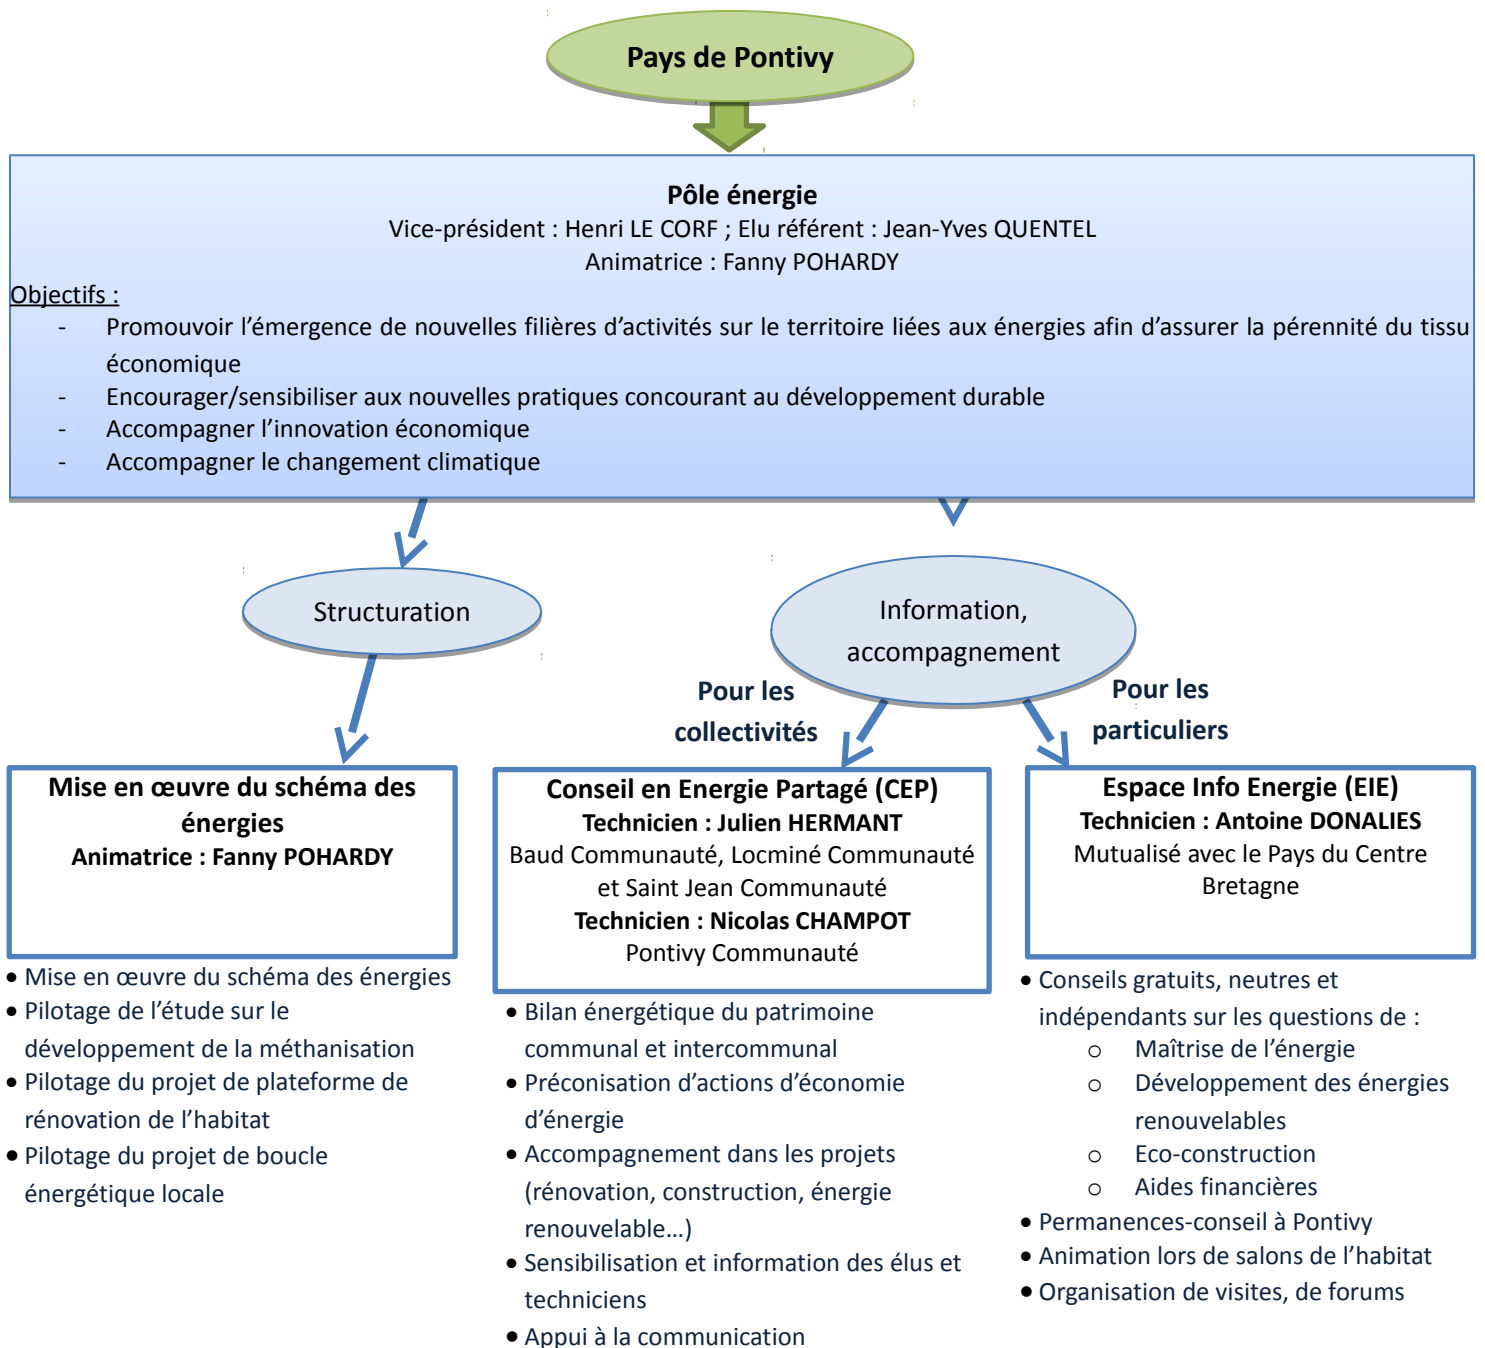 Pays de Pontivy
Pôle énergie
Vice-président : Henri LE CORF ; Elu référent : Jean-Yves QUENTEL
Animatrice : Fanny POHARDY
Objectifs :
- Promouvoir l’émergence de nouvelles filières d’activités sur le territoire liées aux énergies afin d’assurer la pérennité du tissu
économique
- Encourager/sensibiliser aux nouvelles pratiques concourant au développement durable
- Accompagner l’innovation économique
- Accompagner le changement climatique
Structuration
Information,
accompagnement
Pour les
collectivités
Pour les
particuliers
Mise en œuvre du schéma des
énergies
Animatrice : Fanny POHARDY
• Mise en œuvre du schéma des énergies
• Pilotage de l’étude sur le
développement de la méthanisation
• Pilotage du projet de plateforme de
rénovation de l’habitat
• Pilotage du projet de boucle
énergétique locale
Conseil en Energie Partagé (CEP)
Technicien : Julien HERMANT
Baud Communauté, Locminé Communauté
et Saint Jean Communauté
Technicien : Nicolas CHAMPOT
Pontivy Communauté
• Bilan énergétique du patrimoine
communal et intercommunal
• Préconisation d’actions d’économie
d’énergie
• Accompagnement dans les projets
(rénovation, construction, énergie
renouvelable…)
• Sensibilisation et information des élus et
techniciens
• Appui à la communication
Espace Info Energie (EIE)
Technicien : Antoine DONALIES
Mutualisé avec le Pays du Centre
Bretagne
• Conseils gratuits, neutres et
indépendants sur les questions de :
o Maîtrise de l’énergie
o Développement des énergies
renouvelables
o Eco-construction
o Aides financières
• Permanences-conseil à Pontivy
• Animation lors de salons de l’habitat
• Organisation de visites, de forums